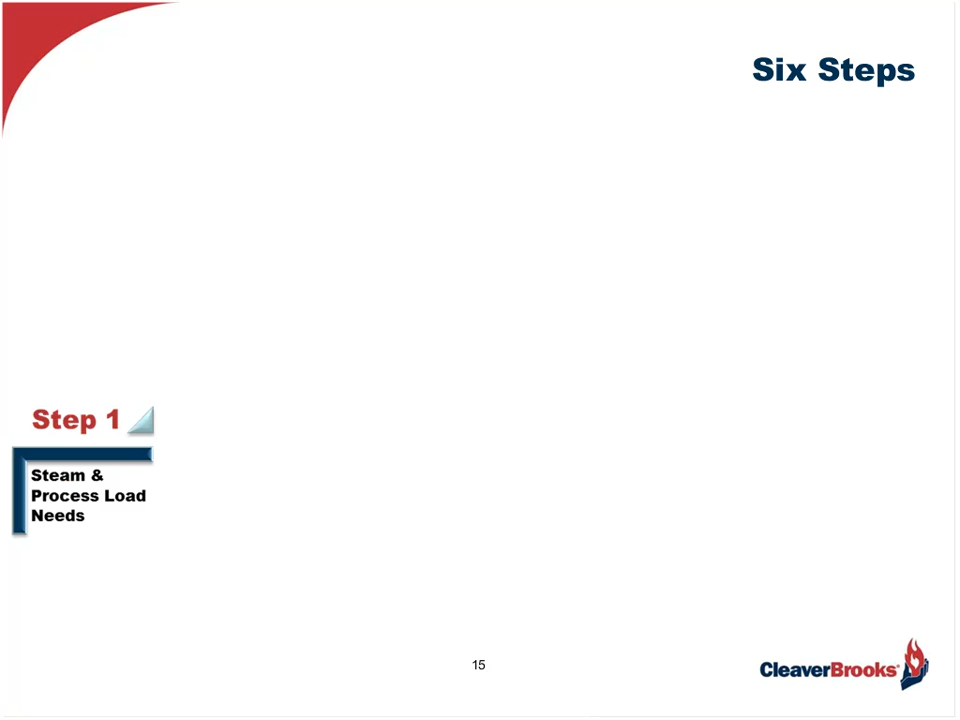 Six Steps
Step 1
Steam &
Process Load
Needs
15
CleaverBrooks